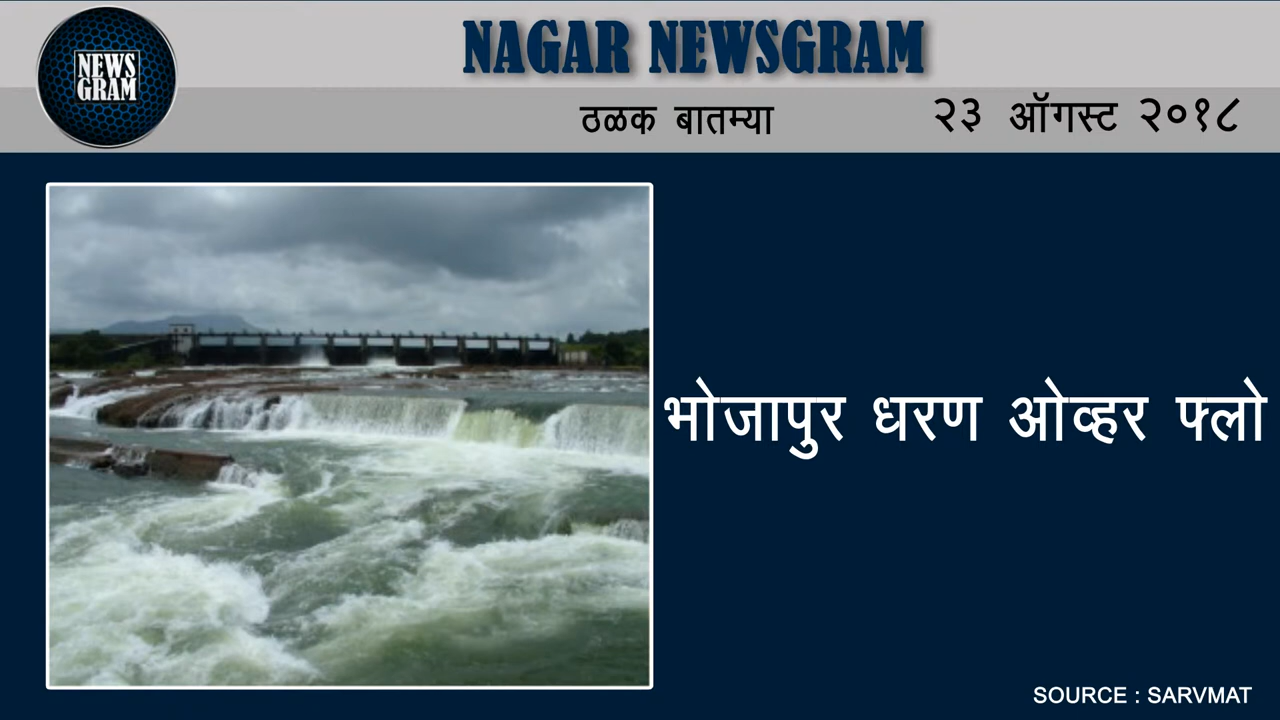 NEWS
GRAM
NAGAR NEWSGRAM
ठळक बातम्या
२३ ऑगस्ट २०१८
भोजापुर धरण ओव्हर फ्लो
SOURCE : SARVMAT